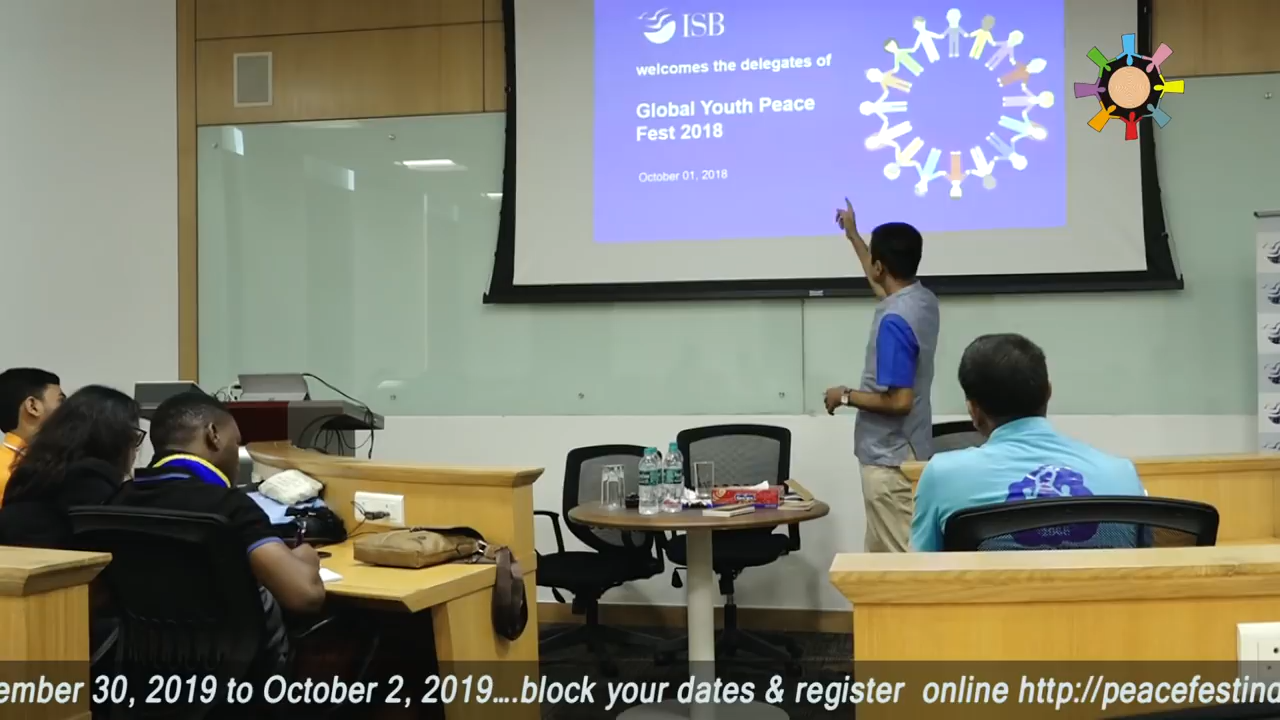 ISB
welcomes the delegates of
Global Youth Peace
Fest 2018
October 01, 2018
ember 30, 2019 to October 2, 2019....block your dates & register online http://peacefestino